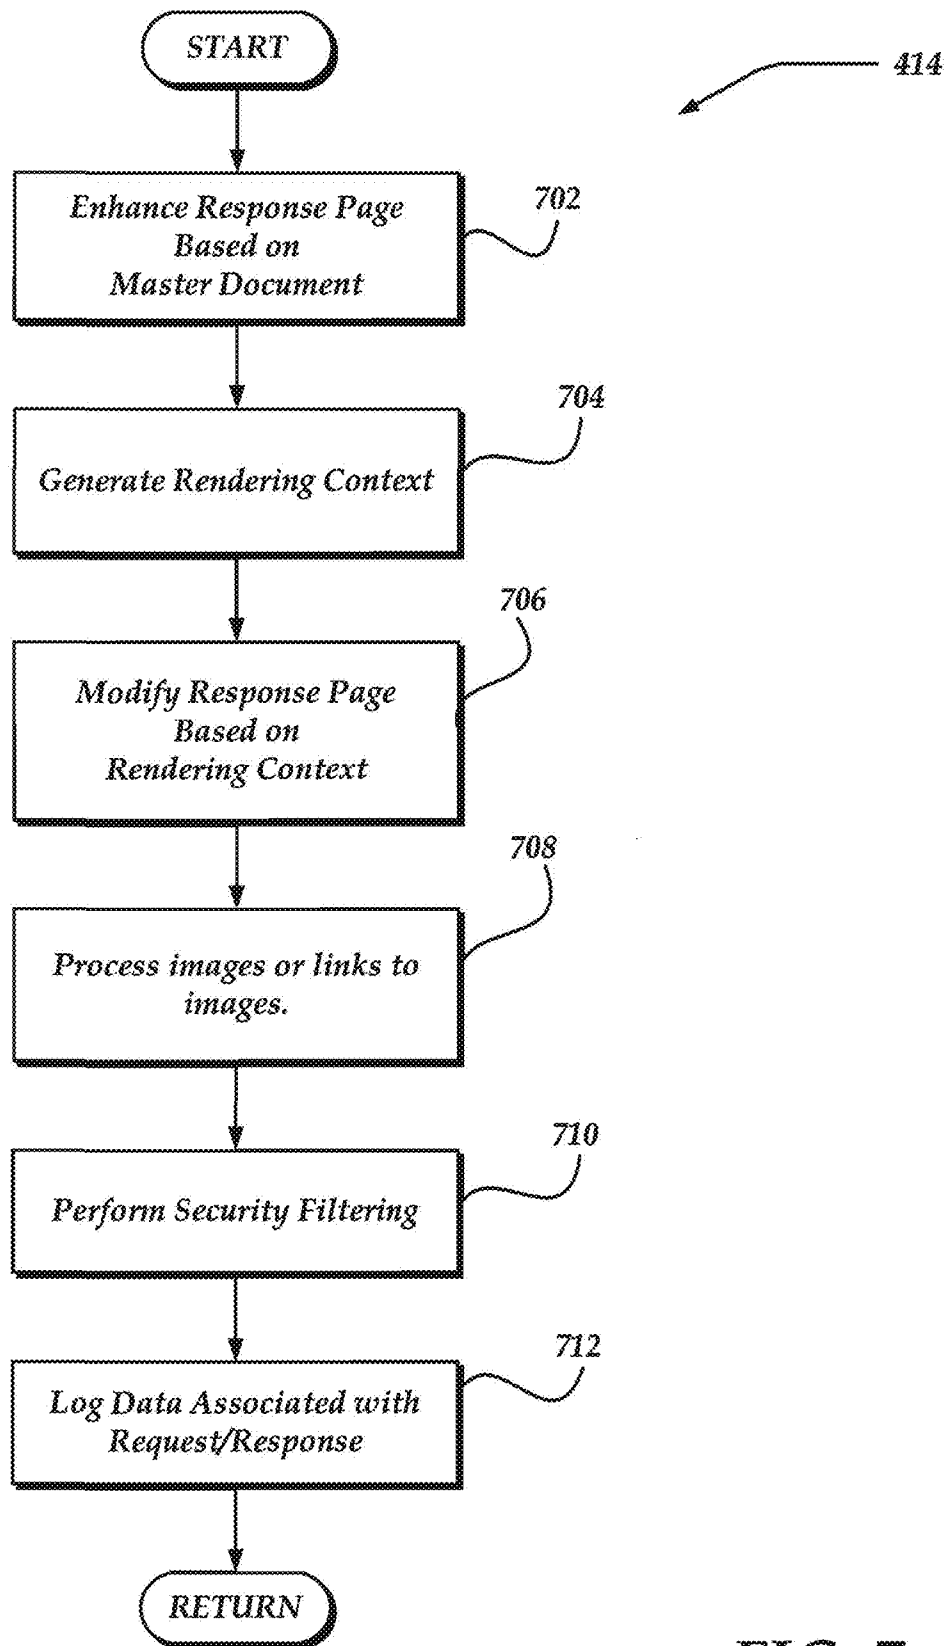 START
414
Enhance Response Page
Based on
Master Document
702
Generate Rendering Context
704
Modify Response Page
Based on
Rendering Context
706
Process images or links to
images.
708
Perform Security Filtering
710
Log Data Associated with
Request/Response
712
RETURN